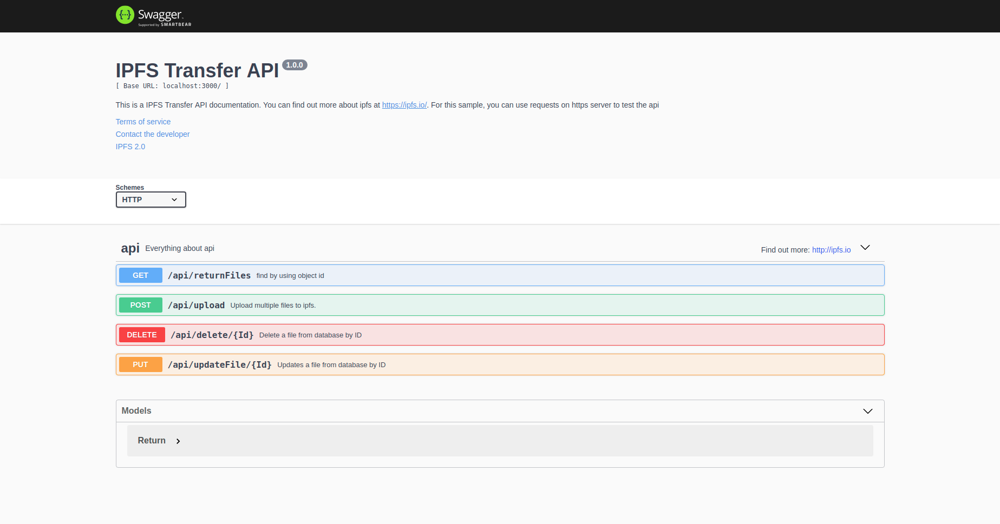 Swagger
Supported by SMARTBEAR
IPFS Transfer API 1.0.0
[ Base URL: localhost:3000/ ]
This is a IPFS Transfer API documentation. You can find out more about ipfs at https://ipfs.io/. For this sample, you can use requests on https server to test the api
Terms of service
Contact the developer
IPFS 2.0
Schemes
HTTP
api Everything about api Find out more: http://ipfs.io
GET /api/returnFiles find by using object id
POST /api/upload Upload multiple files to ipfs.
DELETE /api/delete/{Id} Delete a file from database by ID
PUT /api/updateFile/{Id} Updates a file from database by ID
Models
Return